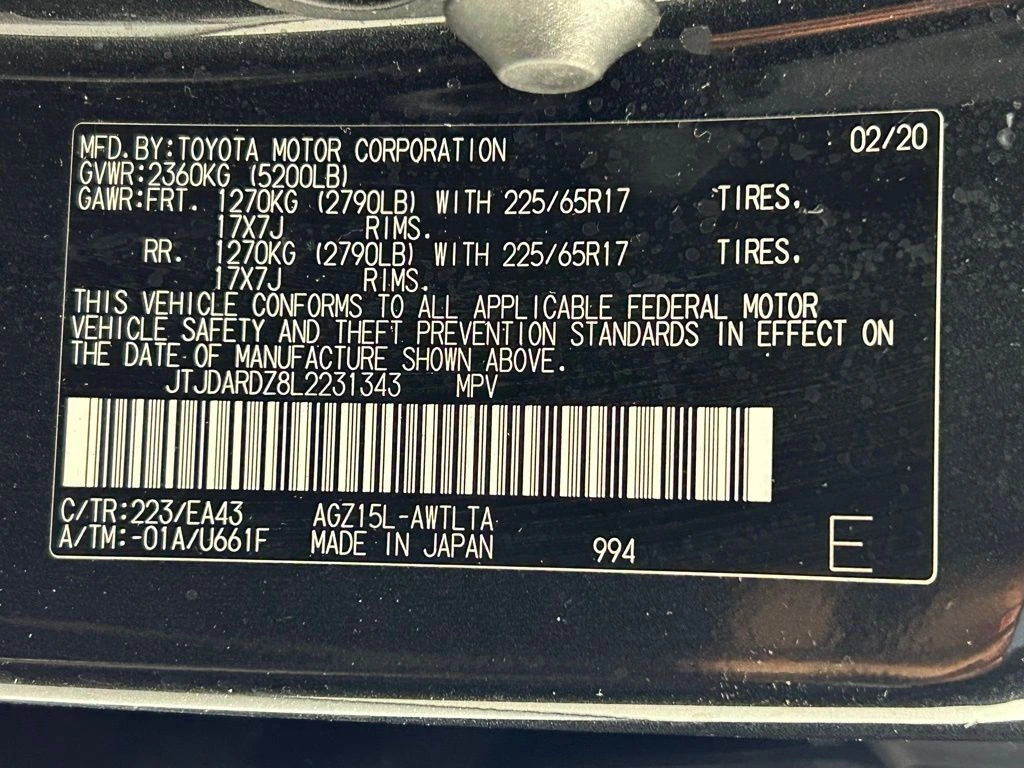 MFD.BY:TOYOTA MOTOR CORPORATION 02/20
GVWR:2360KG (5200LB)
GAWR:FRT. 1270KG (2790LB) WITH 225/65R17 TIRES.
17X7J RIMS.
RR. 1270KG (2790LB) WITH 225/65R17 TIRES.
17X7J RIMS.
THIS VEHICLE CONFORMS TO ALL APPLICABLE FEDERAL MOTOR
VEHICLE SAFETY AND THEFT PREVENTION STANDARDS IN EFFECT ON
THE DATE OF MANUFACTURE SHOWN ABOVE.
JTJDARDZ8L2231343 MPV
C/TR:223/EA43 AGZ15L-AWTLTA
A/TM:-01A/U661F MADE IN JAPAN 994 E